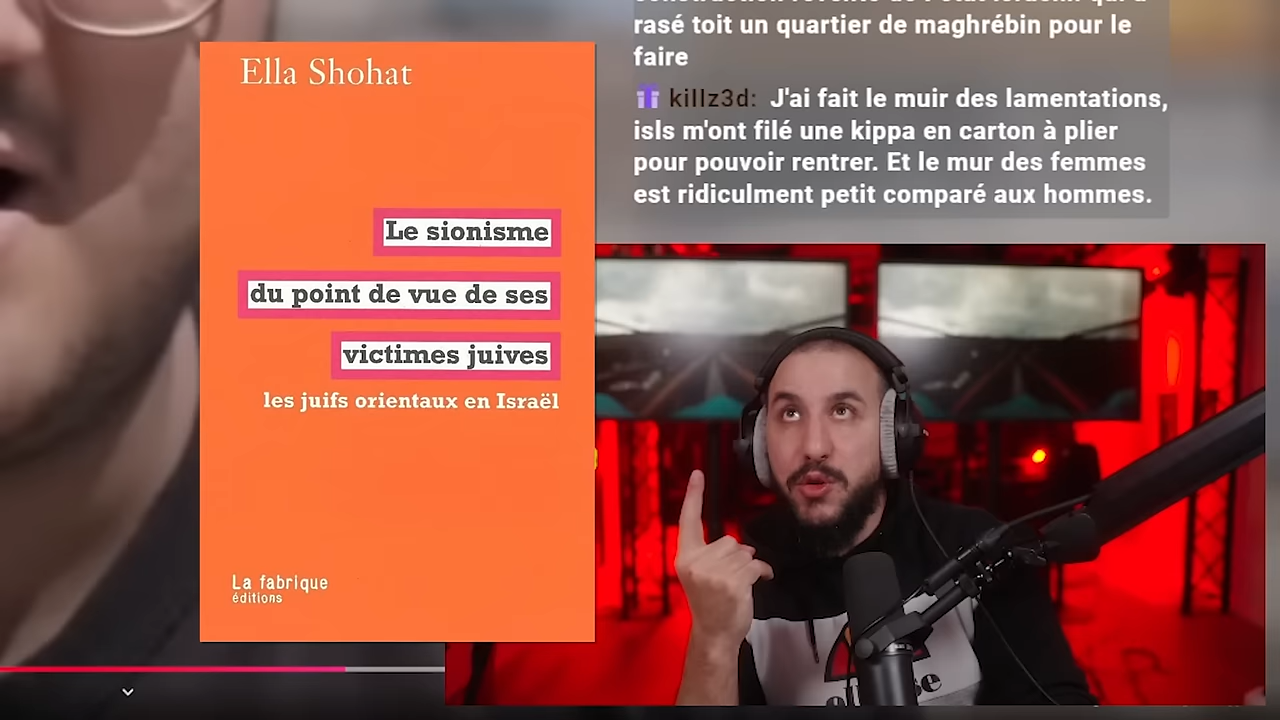 Ella Shohat
Le sionisme
du point de vue de ses
victimes juives
les juifs orientaux en Israël
La fabrique
éditions
rasé toit un quartier de maghrébin pour le
faire
killz3d: J'ai fait le muir des lamentations,
isls m'ont filé une kippa en carton à plier
pour pouvoir rentrer. Et le mur des femmes
est ridiculment petit comparé aux hommes.